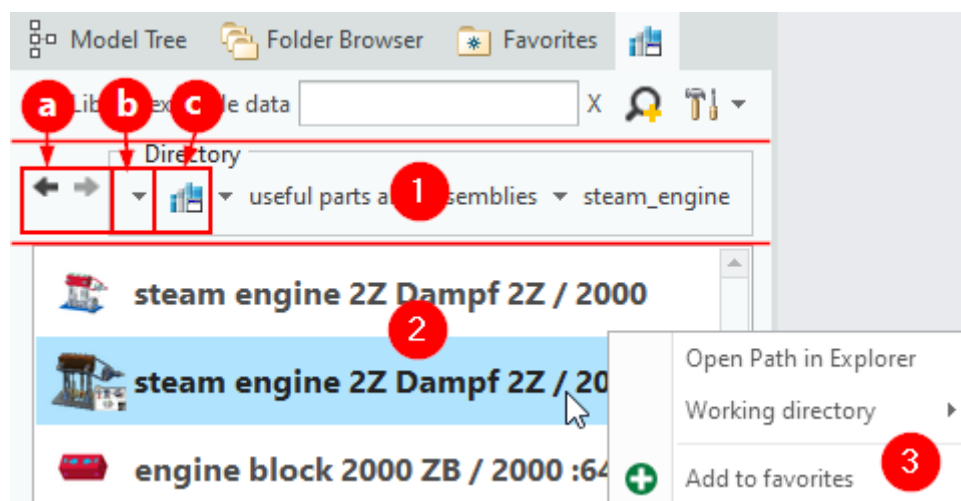 Model Tree Folder Browser Favorites
a b c le data X
Directory
useful parts 1 steam_engine
steam engine 2Z Dampf 2Z / 2000
2
steam engine 2Z Dampf 2Z / 20
Open Path in Explorer
Working directory
engine block 2000 ZB / 2000 :64
3
Add to favorites